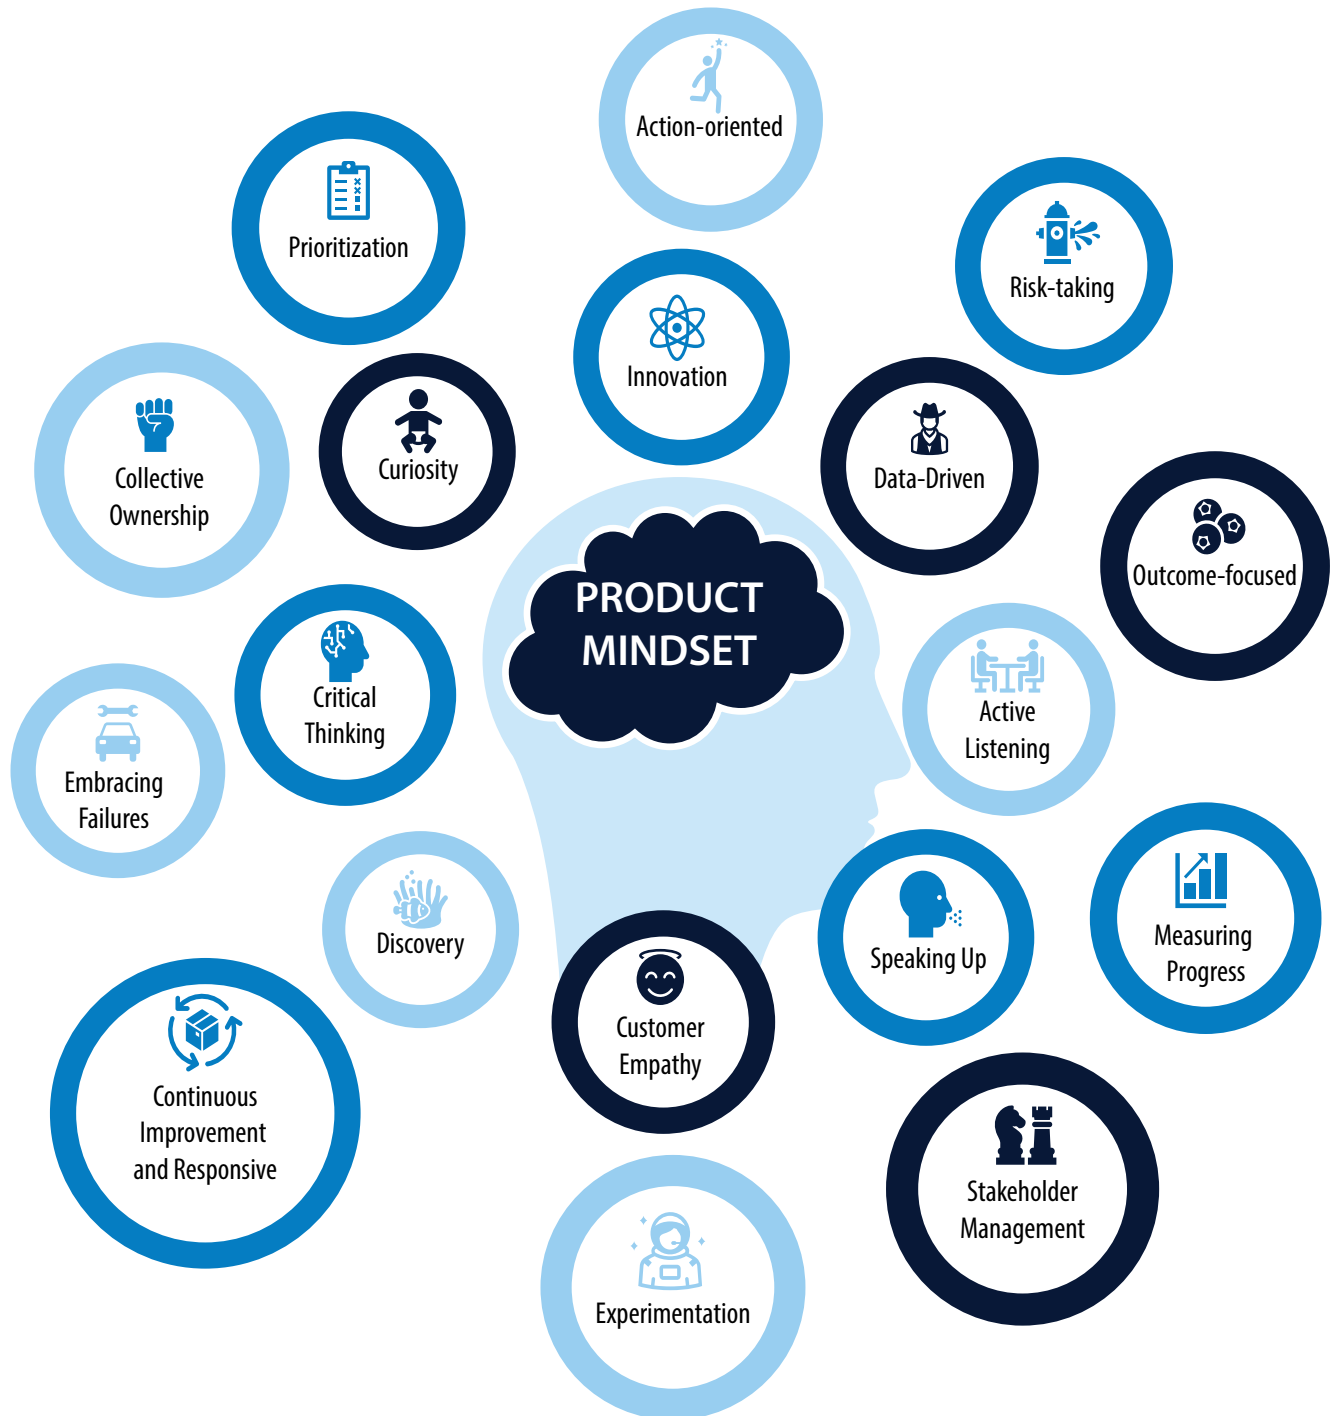 Action-oriented
Prioritization
Risk-taking
Innovation
Collective
Ownership
Curiosity
Data-Driven
Outcome-focused
PRODUCT
MINDSET
Critical
Thinking
Active
Listening
Embracing
Failures
Discovery
Speaking Up
Measuring
Progress
Customer
Empathy
Continuous
Improvement
and Responsive
Stakeholder
Management
Experimentation